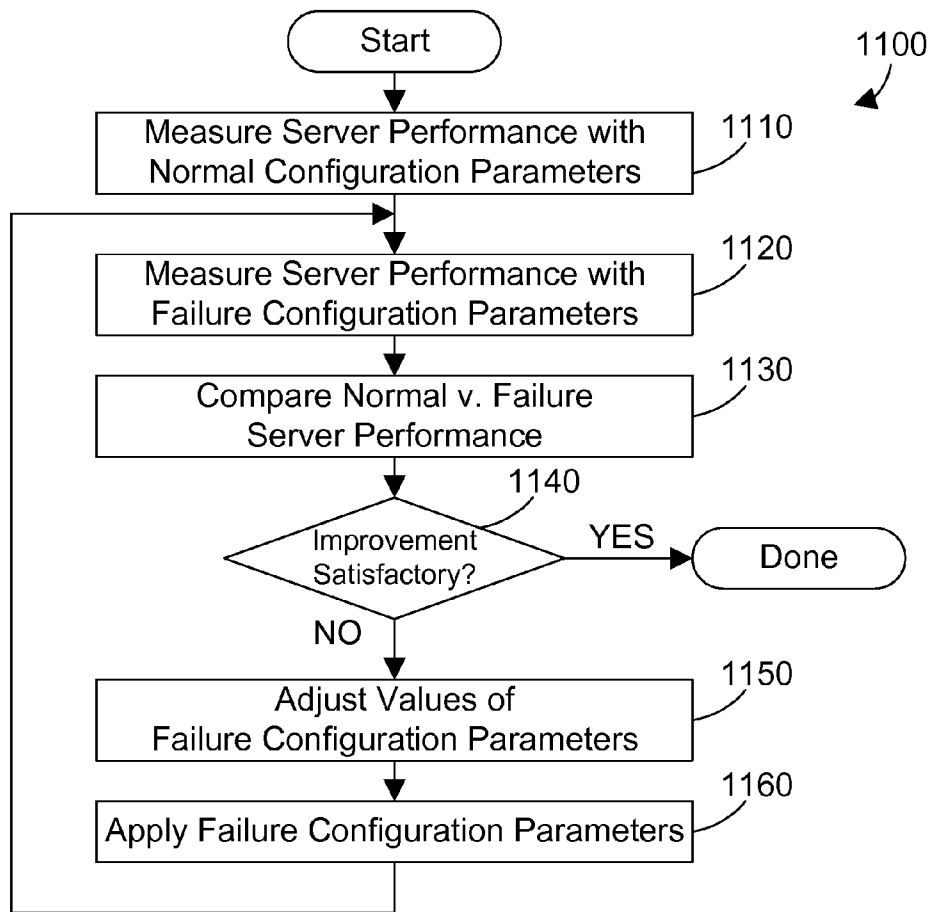 Start
1100
Measure Server Performance with
Normal Configuration Parameters
1110
Measure Server Performance with
Failure Configuration Parameters
1120
Compare Normal v. Failure
Server Performance
1130
1140
Improvement
Satisfactory?
YES
Done
NO
Adjust Values of
Failure Configuration Parameters
1150
Apply Failure Configuration Parameters
1160